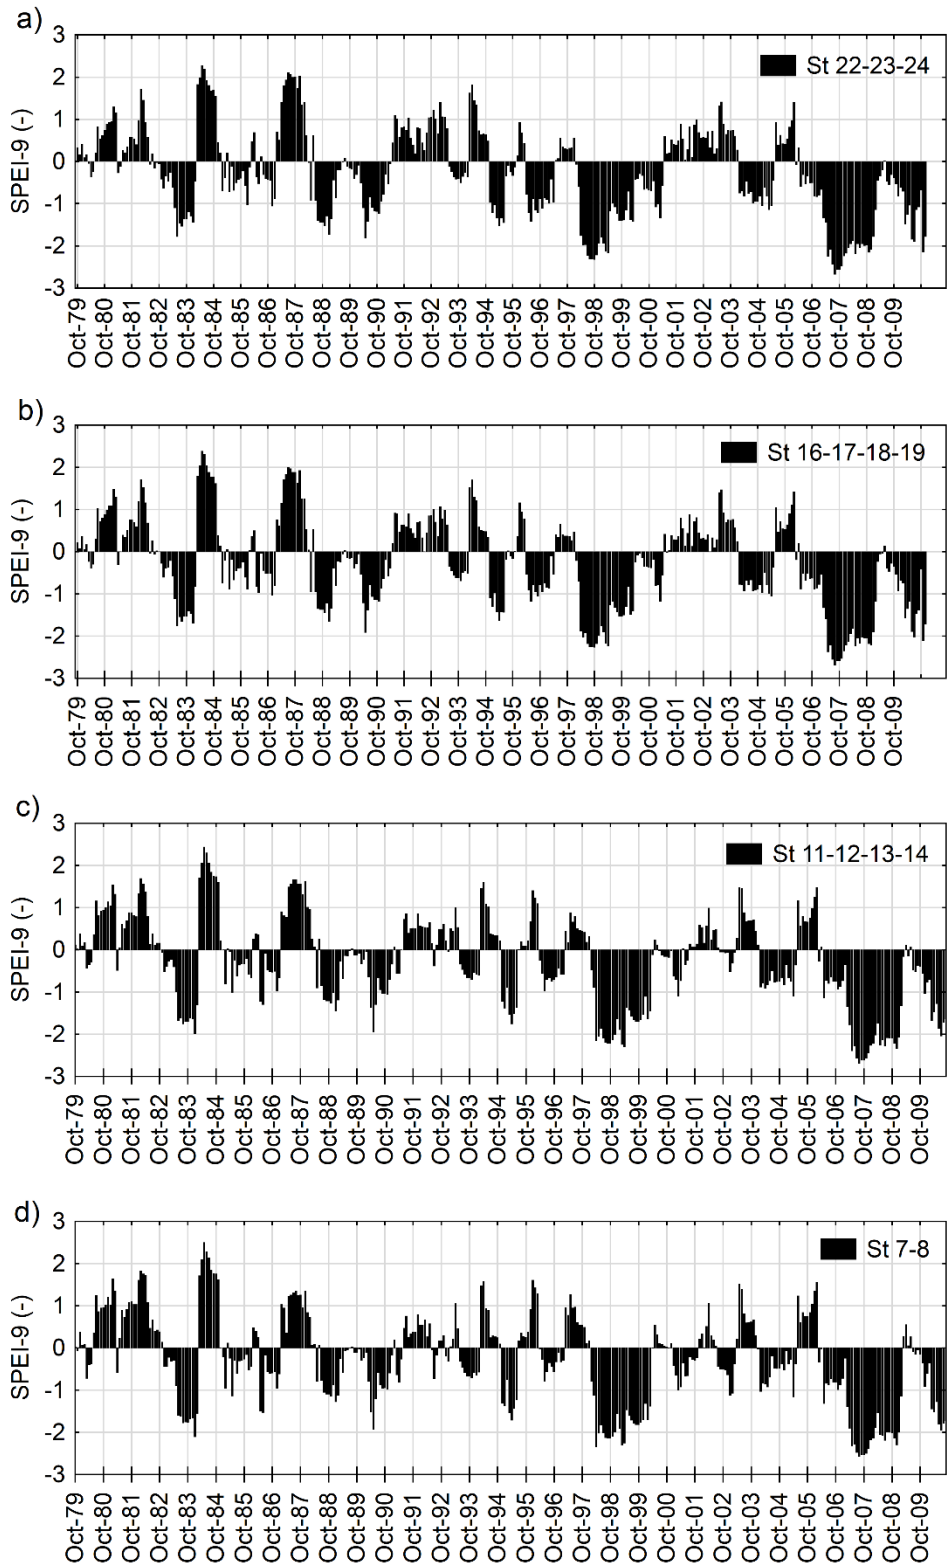 a)
SPEI-9 (-)
3
2
1
0
-1
-2
-3
St 22-23-24
Oct-79
Oct-80
Oct-81
Oct-82
Oct-83
Oct-84
Oct-85
Oct-86
Oct-87
Oct-88
Oct-89
Oct-90
Oct-91
Oct-92
Oct-93
Oct-94
Oct-95
Oct-96
Oct-97
Oct-98
Oct-99
Oct-00
Oct-01
Oct-02
Oct-03
Oct-04
Oct-05
Oct-06
Oct-07
Oct-08
Oct-09
b)
SPEI-9 (-)
3
2
1
0
-1
-2
-3
St 16-17-18-19
Oct-79
Oct-80
Oct-81
Oct-82
Oct-83
Oct-84
Oct-85
Oct-86
Oct-87
Oct-88
Oct-89
Oct-90
Oct-91
Oct-92
Oct-93
Oct-94
Oct-95
Oct-96
Oct-97
Oct-98
Oct-99
Oct-00
Oct-01
Oct-02
Oct-03
Oct-04
Oct-05
Oct-06
Oct-07
Oct-08
Oct-09
c)
SPEI-9 (-)
3
2
1
0
-1
-2
-3
St 11-12-13-14
Oct-79
Oct-80
Oct-81
Oct-82
Oct-83
Oct-84
Oct-85
Oct-86
Oct-87
Oct-88
Oct-89
Oct-90
Oct-91
Oct-92
Oct-93
Oct-94
Oct-95
Oct-96
Oct-97
Oct-98
Oct-99
Oct-00
Oct-01
Oct-02
Oct-03
Oct-04
Oct-05
Oct-06
Oct-07
Oct-08
Oct-09
d)
SPEI-9 (-)
3
2
1
0
-1
-2
-3
St 7-8
Oct-79
Oct-80
Oct-81
Oct-82
Oct-83
Oct-84
Oct-85
Oct-86
Oct-87
Oct-88
Oct-89
Oct-90
Oct-91
Oct-92
Oct-93
Oct-94
Oct-95
Oct-96
Oct-97
Oct-98
Oct-99
Oct-00
Oct-01
Oct-02
Oct-03
Oct-04
Oct-05
Oct-06
Oct-07
Oct-08
Oct-09